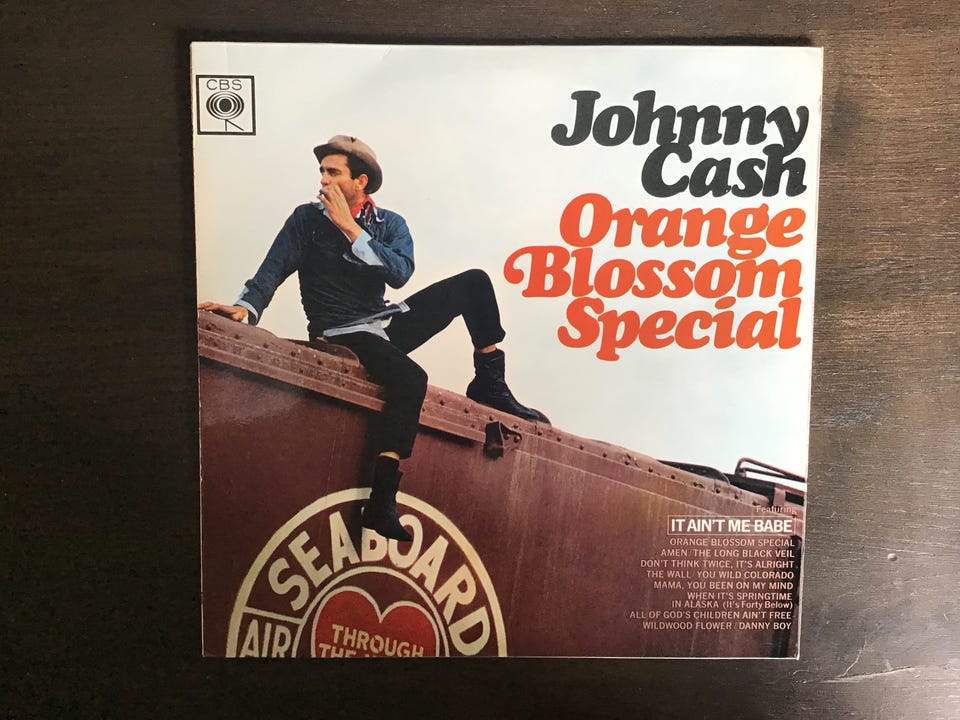 CBS
Johnny
Cash
Orange
Blossom
Special
Featuring
IT AIN'T ME BABE
ORANGE BLOSSOM SPECIAL
AMEN/THE LONG BLACK VEIL
DON'T THINK TWICE, IT'S ALRIGHT
THE WALL/YOU WILD COLORADO
MAMA, YOU BEEN ON MY MIND
WHEN IT'S SPRINGTIME
IN ALASKA (It's Forty Below)
ALL OF GOD'S CHILDREN AIN'T FREE
WILDWOOD FLOWER/DANNY BOY
SEABOARD
AIR
THROUGH
THE